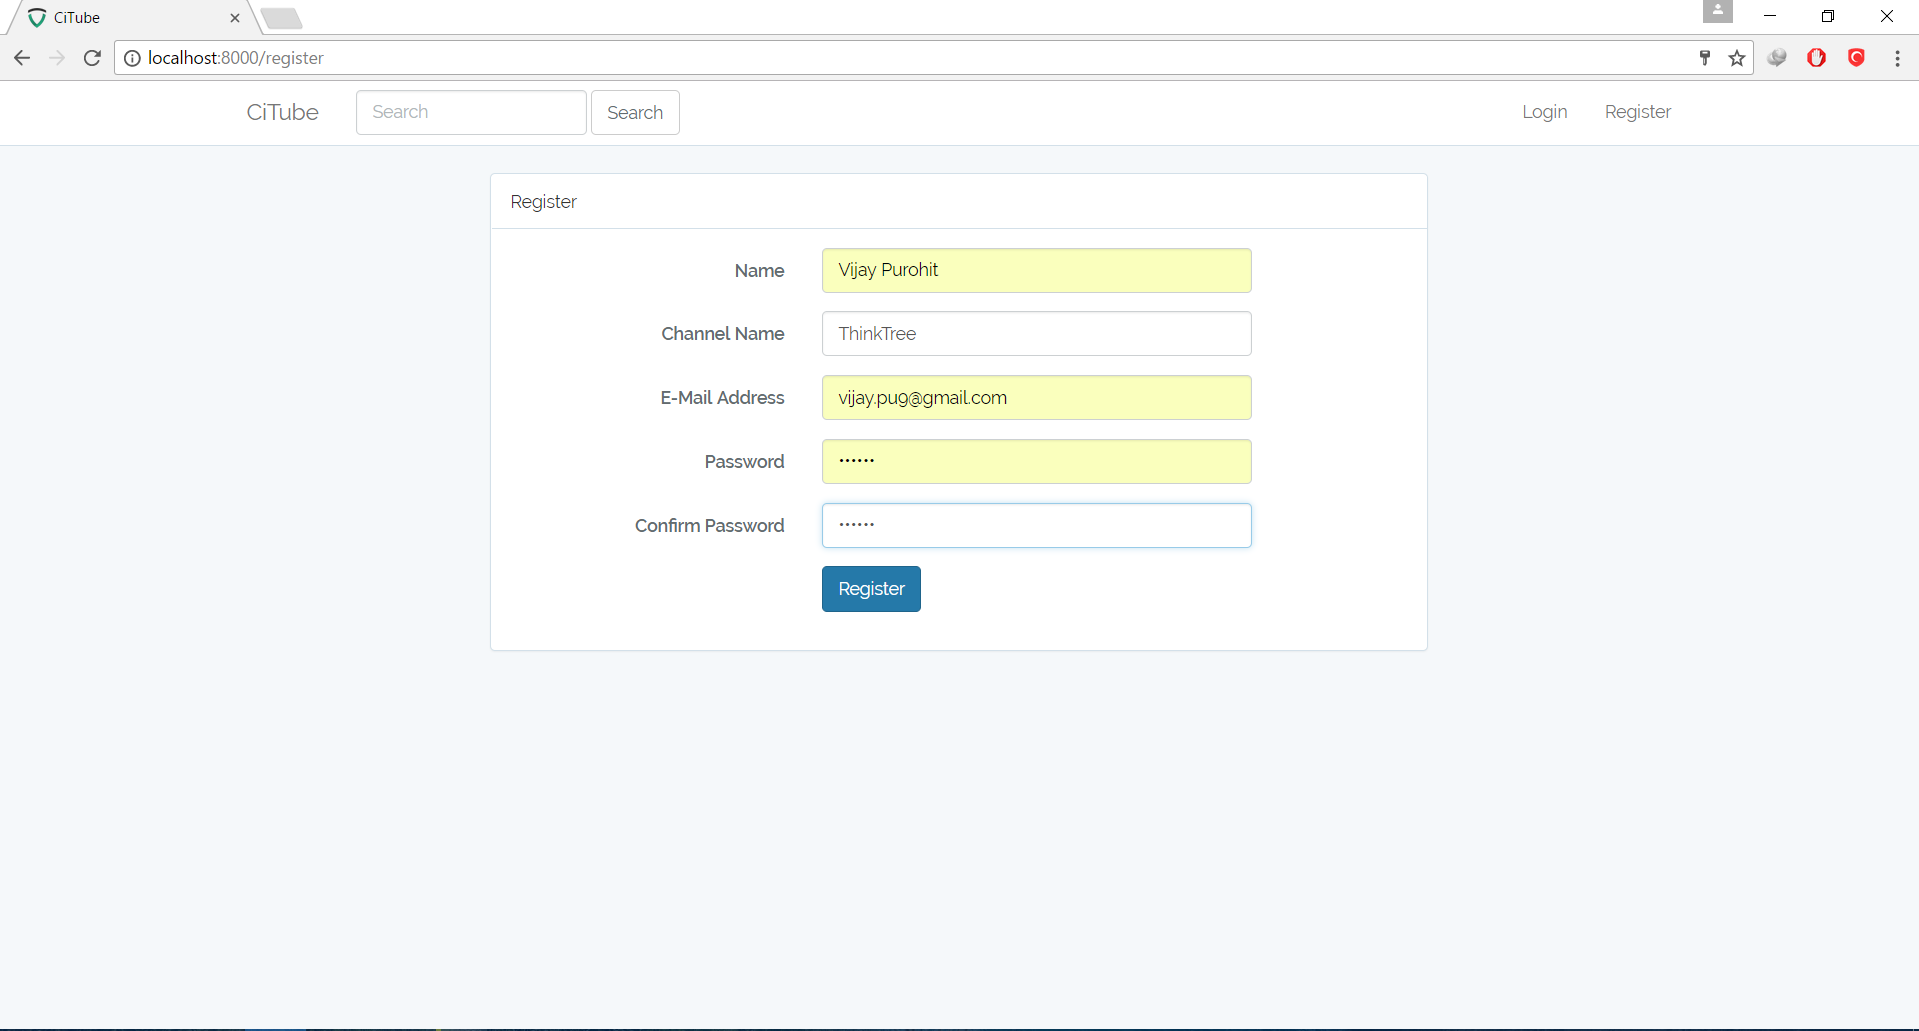 CiTube
localhost:8000/register
CiTube Search Search Login Register
Register
Name Vijay Purohit
Channel Name ThinkTree
E-Mail Address vijay.pu9@gmail.com
Password ••••••
Confirm Password ••••••
Register